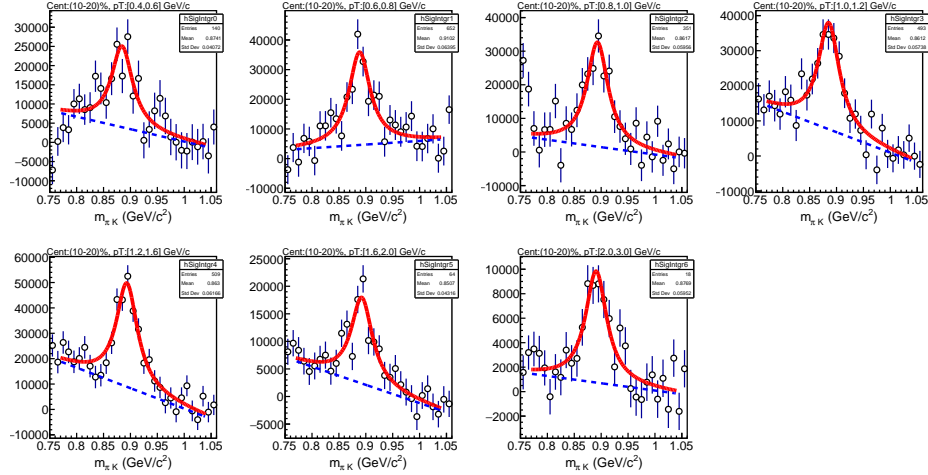 Cent:(10-20)%, pT:[0.4,0.6] GeV/c
hSigIntgr0
Entries 140
Mean 0.8741
Std Dev 0.04072
30000
25000
20000
15000
10000
5000
0
−5000
−10000
0.75 0.8 0.85 0.9 0.95 1 1.05
m π K (GeV/c²)
Cent:(10-20)%, pT:[0.6,0.8] GeV/c
hSigIntgr1
Entries 652
Mean 0.9102
Std Dev 0.06395
40000
30000
20000
10000
0
−10000
0.75 0.8 0.85 0.9 0.95 1 1.05
m π K (GeV/c²)
Cent:(10-20)%, pT:[0.8,1.0] GeV/c
hSigIntgr2
Entries 351
Mean 0.8617
Std Dev 0.05956
40000
30000
20000
10000
0
−10000
0.75 0.8 0.85 0.9 0.95 1 1.05
m π K (GeV/c²)
Cent:(10-20)%, pT:[1.0,1.2] GeV/c
hSigIntgr3
Entries 493
Mean 0.8612
Std Dev 0.05738
40000
30000
20000
10000
0
−10000
0.75 0.8 0.85 0.9 0.95 1 1.05
m π K (GeV/c²)
Cent:(10-20)%, pT:[1.2,1.6] GeV/c
hSigIntgr4
Entries 509
Mean 0.863
Std Dev 0.06166
60000
50000
40000
30000
20000
10000
0
−10000
0.75 0.8 0.85 0.9 0.95 1 1.05
m π K (GeV/c²)
Cent:(10-20)%, pT:[1.6,2.0] GeV/c
hSigIntgr5
Entries 64
Mean 0.8507
Std Dev 0.04316
25000
20000
15000
10000
5000
0
−5000
0.75 0.8 0.85 0.9 0.95 1 1.05
m π K (GeV/c²)
Cent:(10-20)%, pT:[2.0,3.0] GeV/c
hSigIntgr6
Entries 18
Mean 0.8769
Std Dev 0.05952
10000
8000
6000
4000
2000
0
−2000
0.75 0.8 0.85 0.9 0.95 1 1.05
m π K (GeV/c²)